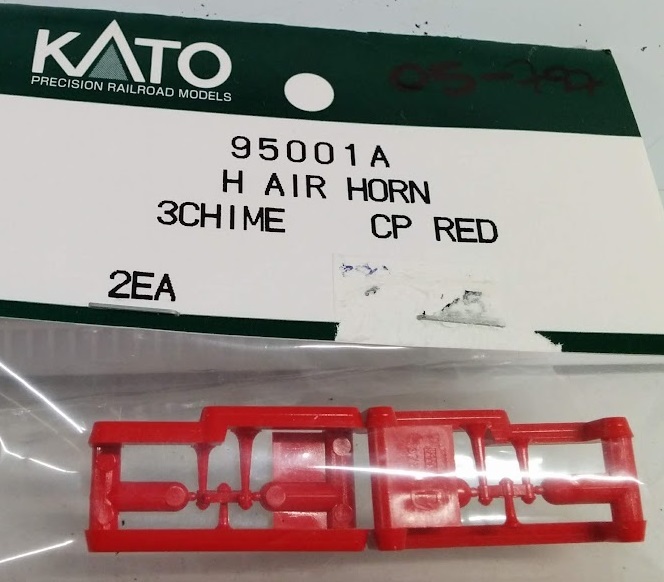 KATO
PRECISION RAILROAD MODELS
95001A
H AIR HORN
3CHIME CP RED
2EA